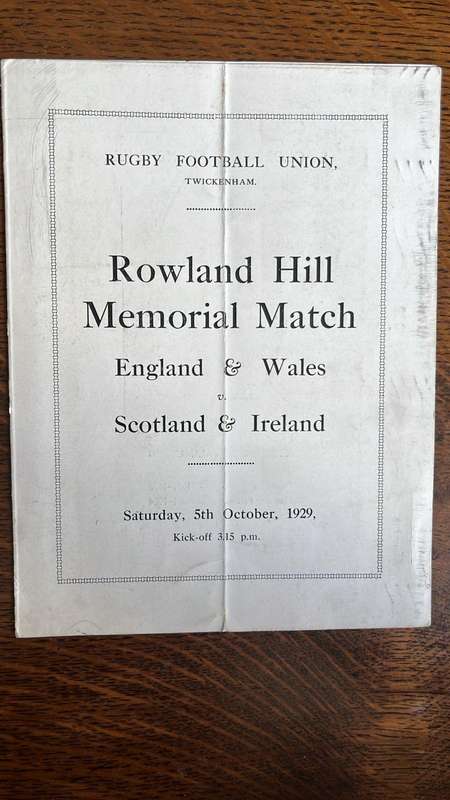 RUGBY FOOTBALL UNION,
TWICKENHAM.
Rowland Hill
Memorial Match
England & Wales
v.
Scotland & Ireland
Saturday, 5th October, 1929,
Kick-off 3.15 p.m.